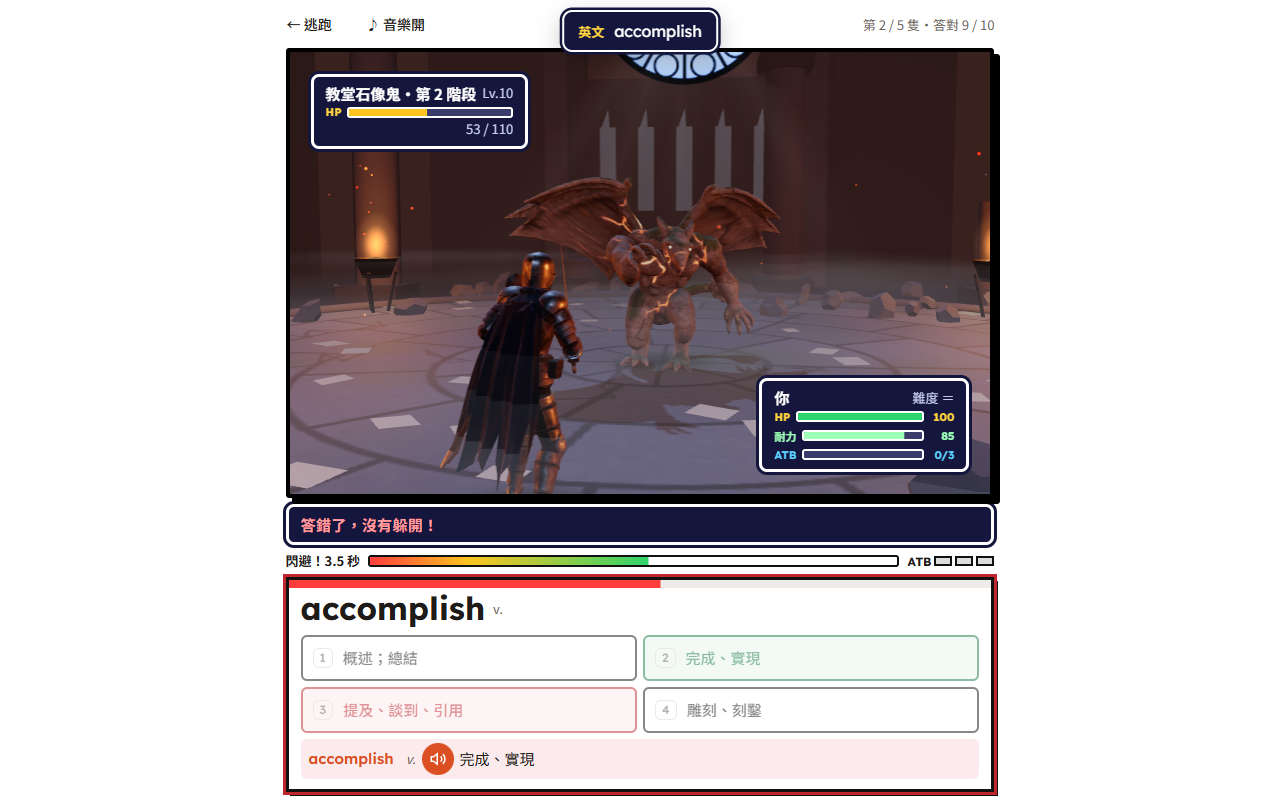 ← 逃跑
♪ 音樂開
英文 accomplish
第 2 / 5 隻・答對 9 / 10
教堂石像鬼・第 2 階段 Lv.10
HP
53 / 110
你 難度 =
HP 100
耐力 85
ATB 0/3
答錯了，沒有躲開！
閃避！3.5 秒
ATB
accomplish v.
1 概述；總結
2 完成、實現
3 提及、談到、引用
4 雕刻、刻鑿
accomplish v. 完成、實現